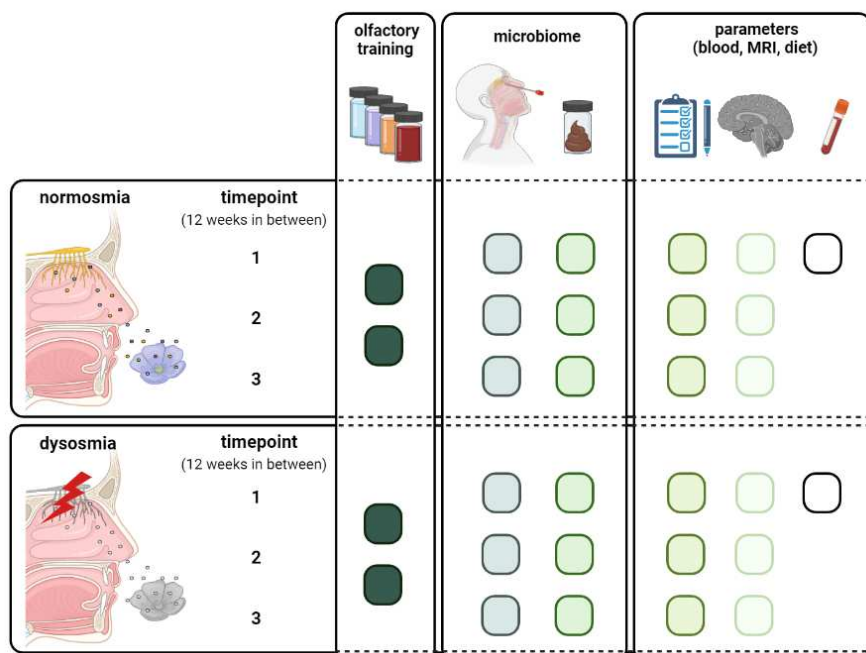 olfactory
training
microbiome
parameters
(blood, MRI, diet)
normosmia
timepoint
(12 weeks in between)
1
2
3
dysosmia
timepoint
(12 weeks in between)
1
2
3